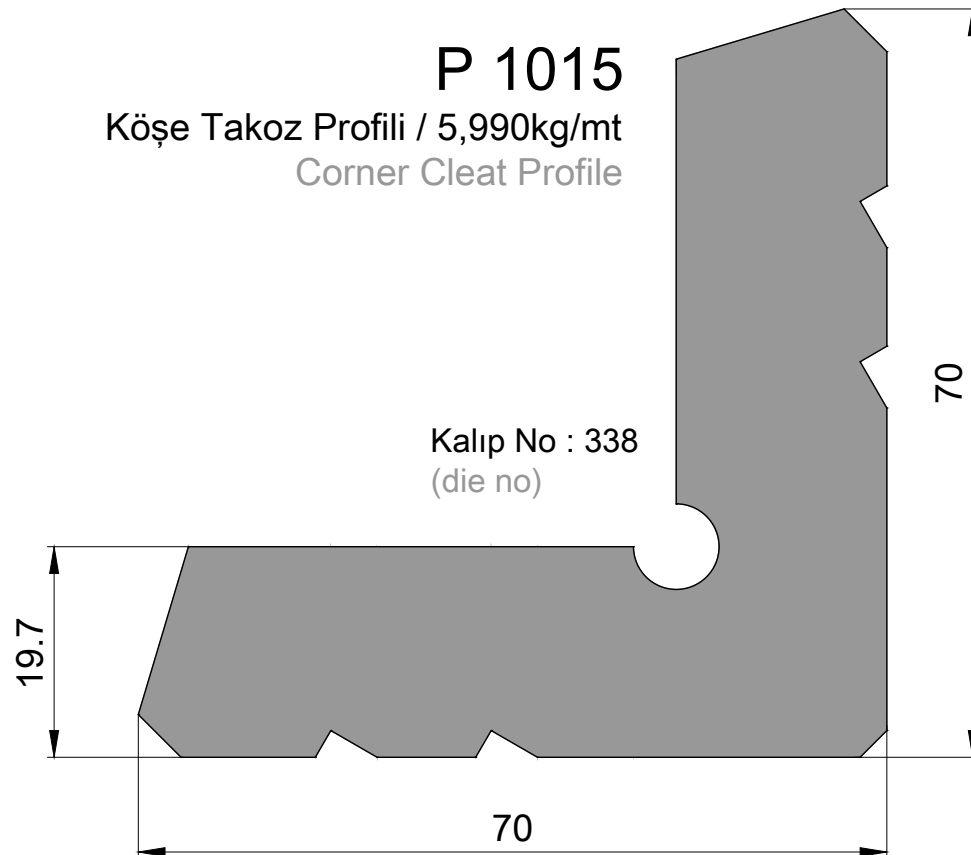 P 1015
Köşe Takoz Profili / 5,990kg/mt
Corner Cleat Profile
70
Kalıp No : 338
(die no)
19.7
70